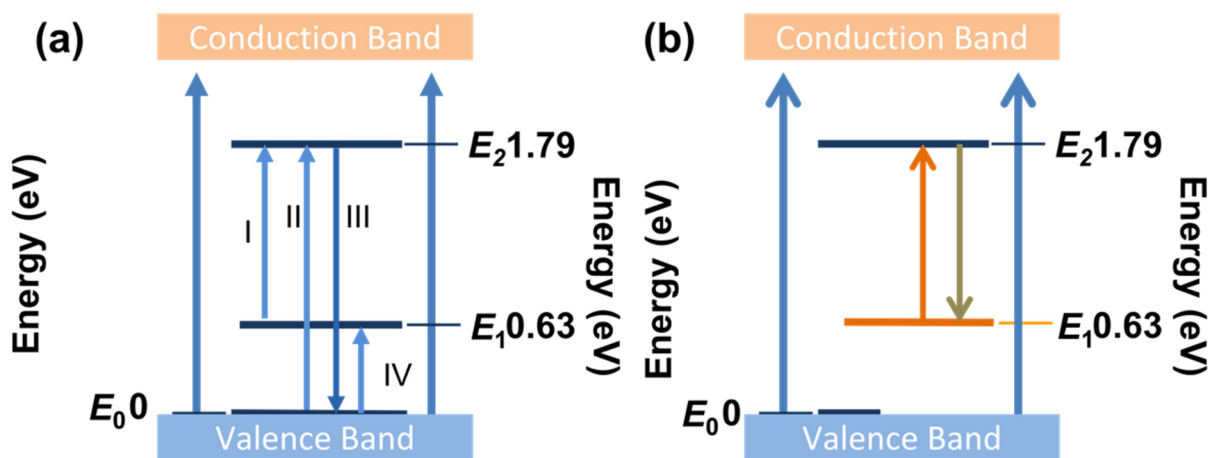 (a)
Conduction Band
Energy (eV)
E₂1.79
I
II
III
E₁0.63
IV
E₀0
Valence Band
Energy (eV)
(b)
Conduction Band
Energy (eV)
E₂1.79
E₁0.63
E₀0
Valence Band
Energy (eV)